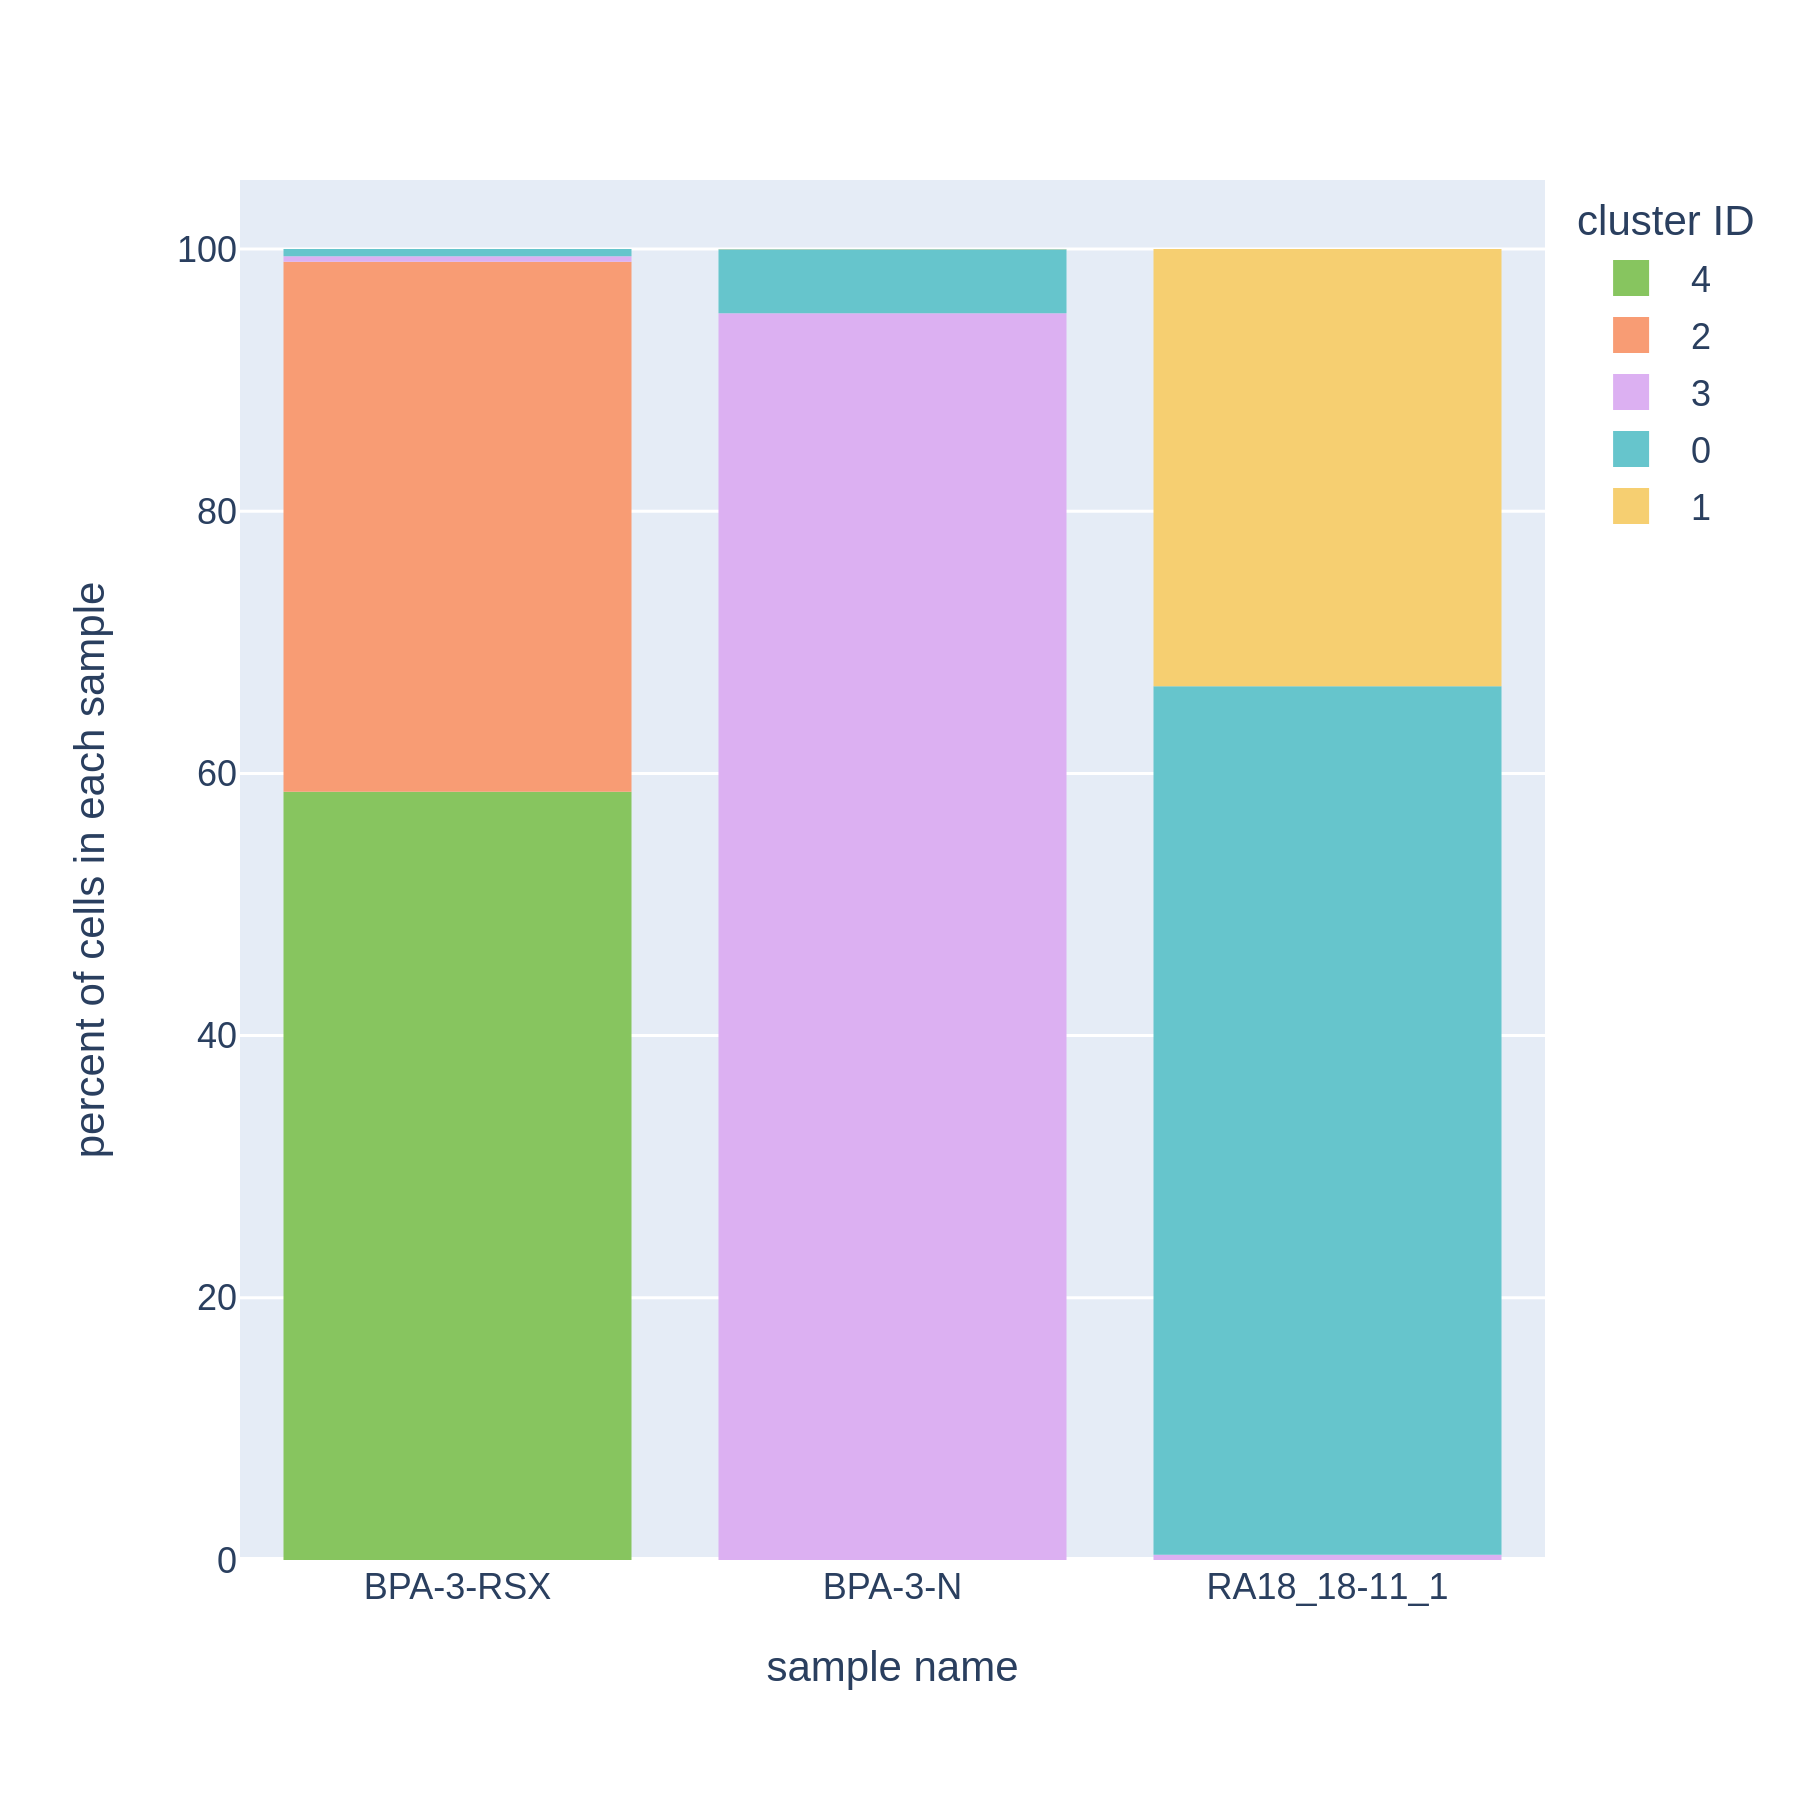 cluster ID
4
2
3
0
1
100
80
60
40
20
0
percent of cells in each sample
BPA-3-RSX
BPA-3-N
RA18_18-11_1
sample name